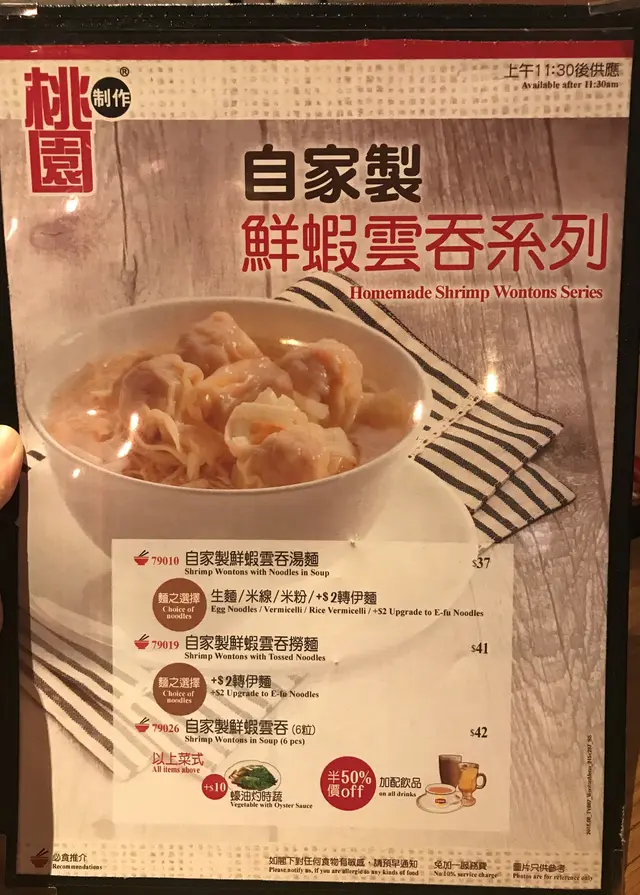 桃園
制作
®
上午11:30後供應
Available after 11:30am
自家製
鮮蝦雲吞系列
Homemade Shrimp Wontons Series
79010 自家製鮮蝦雲吞湯麵 $37
Shrimp Wontons with Noodles in Soup
麵之選擇
Choice of
noodles
生麵/米線/米粉/+$2轉伊麵
Egg Noodles / Vermicelli / Rice Vermicelli / +$2 Upgrade to E-fu Noodles
79019 自家製鮮蝦雲吞撈麵 $41
Shrimp Wontons with Tossed Noodles
麵之選擇
Choice of
noodles
+$2轉伊麵
+$2 Upgrade to E-fu Noodles
79026 自家製鮮蝦雲吞 (6粒) $42
Shrimp Wontons in Soup (6 pcs)
以上菜式
All items above
+$10
蠔油灼時蔬
Vegetable with Oyster Sauce
半價
50%
off
加配飲品
on all drinks
必食推介
Recommendations
如閣下對任何食物有敏感，請預早通知
Please notify us, if you are allergic to any kinds of food
免加一服務費
No 10% service charge
圖片只供參考
Photos are for reference only